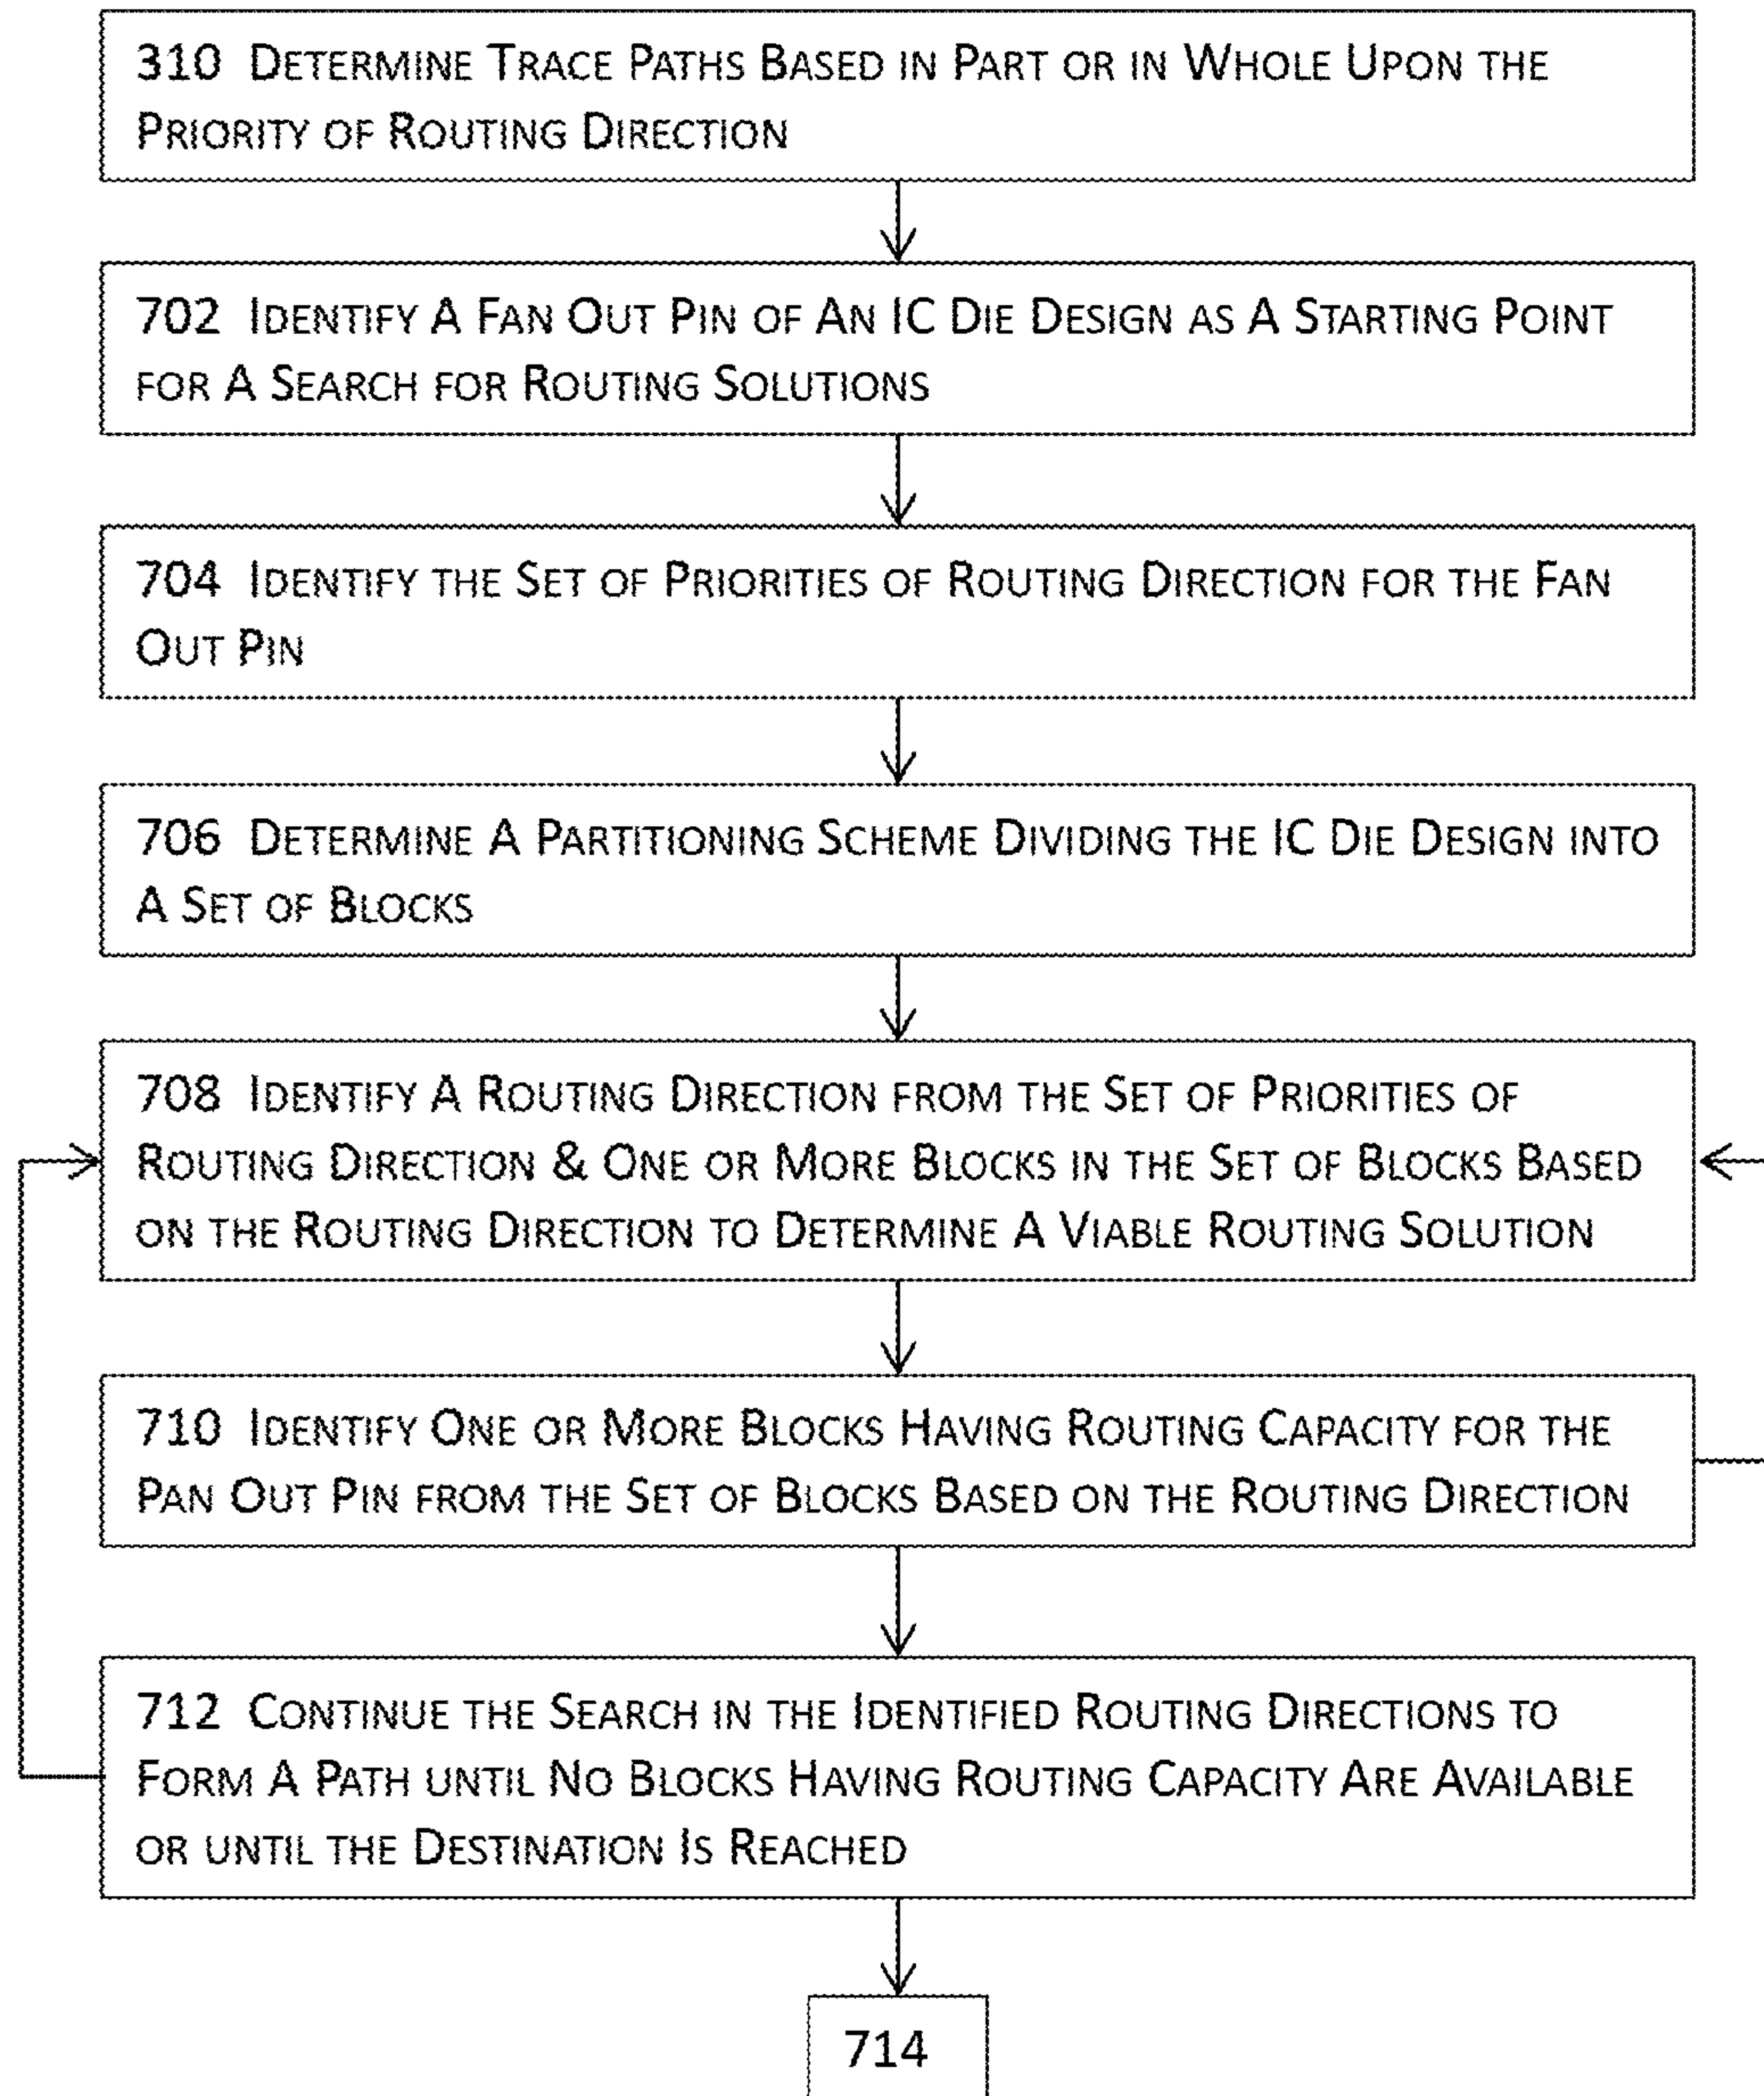 310 DETERMINE TRACE PATHS BASED IN PART OR IN WHOLE UPON THE
PRIORITY OF ROUTING DIRECTION
702 IDENTIFY A FAN OUT PIN OF AN IC DIE DESIGN AS A STARTING POINT
FOR A SEARCH FOR ROUTING SOLUTIONS
704 IDENTIFY THE SET OF PRIORITIES OF ROUTING DIRECTION FOR THE FAN
OUT PIN
706 DETERMINE A PARTITIONING SCHEME DIVIDING THE IC DIE DESIGN INTO
A SET OF BLOCKS
708 IDENTIFY A ROUTING DIRECTION FROM THE SET OF PRIORITIES OF
ROUTING DIRECTION & ONE OR MORE BLOCKS IN THE SET OF BLOCKS BASED
ON THE ROUTING DIRECTION TO DETERMINE A VIABLE ROUTING SOLUTION
710 IDENTIFY ONE OR MORE BLOCKS HAVING ROUTING CAPACITY FOR THE
PAN OUT PIN FROM THE SET OF BLOCKS BASED ON THE ROUTING DIRECTION
712 CONTINUE THE SEARCH IN THE IDENTIFIED ROUTING DIRECTIONS TO
FORM A PATH UNTIL NO BLOCKS HAVING ROUTING CAPACITY ARE AVAILABLE
OR UNTIL THE DESTINATION IS REACHED
714